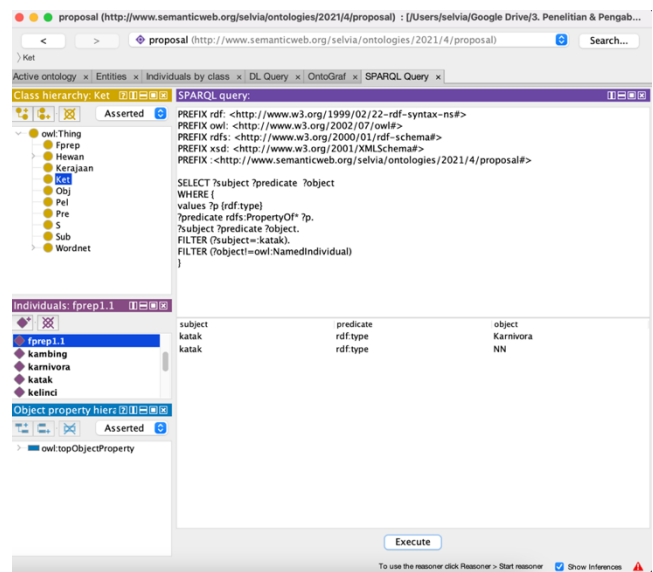 proposal (http://www.semanticweb.org/selvia/ontologies/2021/4/proposal) : [/Users/selvia/Google Drive/3. Penelitian & Pengab...
< > proposal (http://www.semanticweb.org/selvia/ontologies/2021/4/proposal) Search...
Ket
Active ontology x Entities x Individuals by class x DL Query x OntoGraf x SPARQL Query x
Class hierarchy: Ket
Asserted
owl:Thing
Fprep
Hewan
Kerajaan
Ket
Obj
Pel
Pre
S
Sub
Wordnet
SPARQL query:
PREFIX rdf: <http://www.w3.org/1999/02/22-rdf-syntax-ns#>
PREFIX owl: <http://www.w3.org/2002/07/owl#>
PREFIX rdfs: <http://www.w3.org/2000/01/rdf-schema#>
PREFIX xsd: <http://www.w3.org/2001/XMLSchema#>
PREFIX :<http://www.semanticweb.org/selvia/ontologies/2021/4/proposal#>
SELECT ?subject ?predicate ?object
WHERE {
values ?p {rdf:type}
?predicate rdfs:PropertyOf* ?p.
?subject ?predicate ?object.
FILTER (?subject=:katak).
FILTER (?object!=owl:NamedIndividual)
}
Individuals: fprep1.1
fprep1.1
kambing
karnivora
katak
kelinci
subject predicate object
katak rdf:type Karnivora
katak rdf:type NN
Object property hiera
Asserted
owl:topObjectProperty
Execute
To use the reasoner click Reasoner > Start reasoner Show Inferences